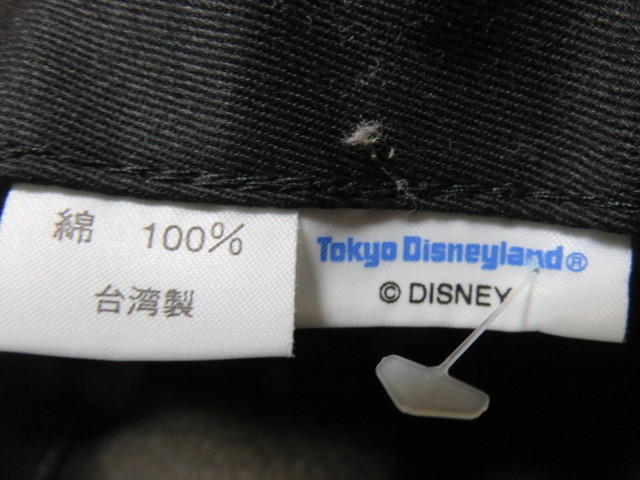 綿 100%
台湾製
Tokyo Disneyland®
© DISNEY